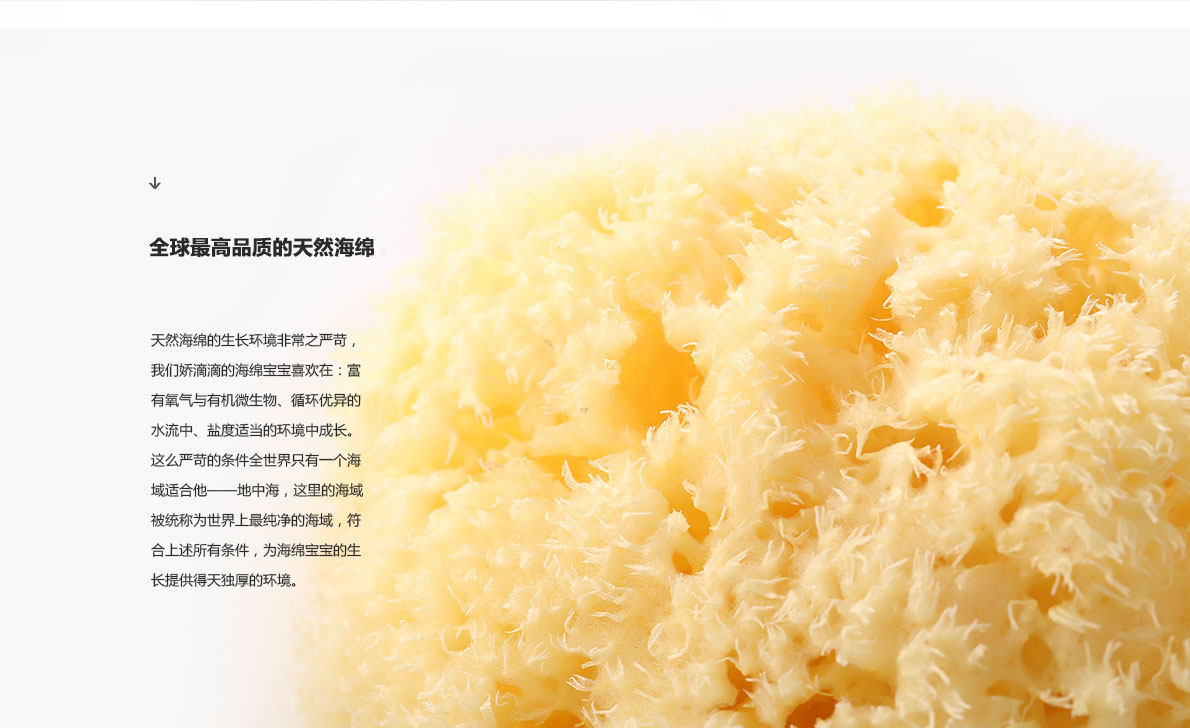 全球最高品质的天然海绵
天然海绵的生长环境非常之严苛，
我们娇滴滴的海绵宝宝喜欢在：富
有氧气与有机微生物、循环优异的
水流中、盐度适当的环境中成长。
这么严苛的条件全世界只有一个海
域适合他——地中海，这里的海域
被统称为世界上最纯净的海域，符
合上述所有条件，为海绵宝宝的生
长提供得天独厚的环境。